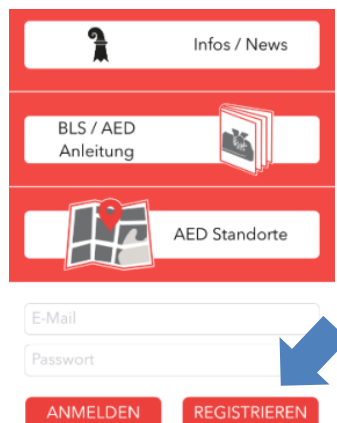 Infos / News
BLS / AED
Anleitung
AED Standorte
E-Mail
Passwort
ANMELDEN REGISTRIEREN